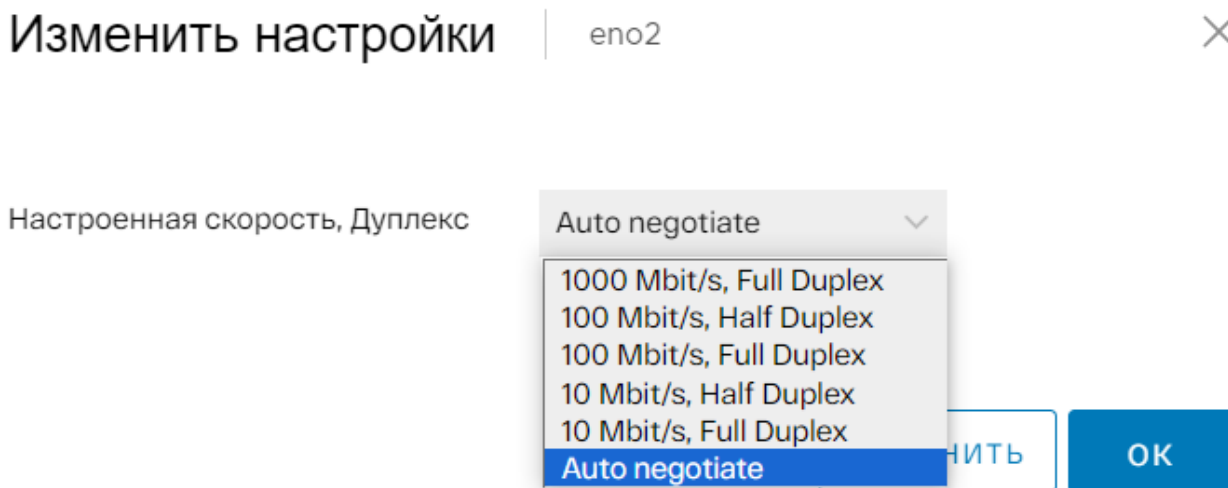 Изменить настройки eno2
Настроенная скорость, Дуплекс Auto negotiate
1000 Mbit/s, Full Duplex
100 Mbit/s, Half Duplex
100 Mbit/s, Full Duplex
10 Mbit/s, Half Duplex
10 Mbit/s, Full Duplex
Auto negotiate
ОК